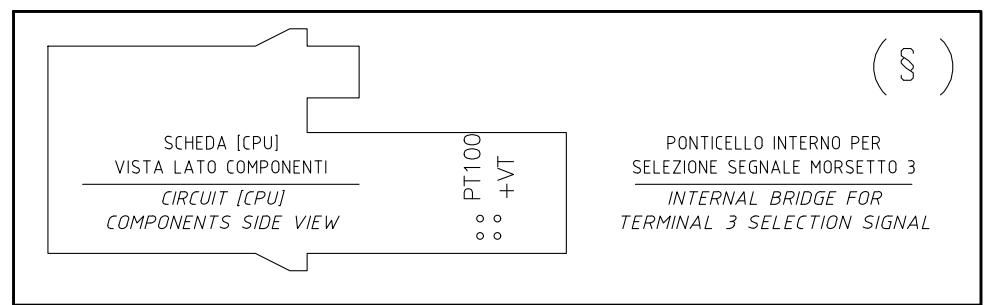 ( § )
SCHEDA [CPU]
VISTA LATO COMPONENTI
CIRCUIT [CPU]
COMPONENTS SIDE VIEW
PT100
+VT
PONTICELLO INTERNO PER
SELEZIONE SEGNALE MORSETTO 3
INTERNAL BRIDGE FOR
TERMINAL 3 SELECTION SIGNAL